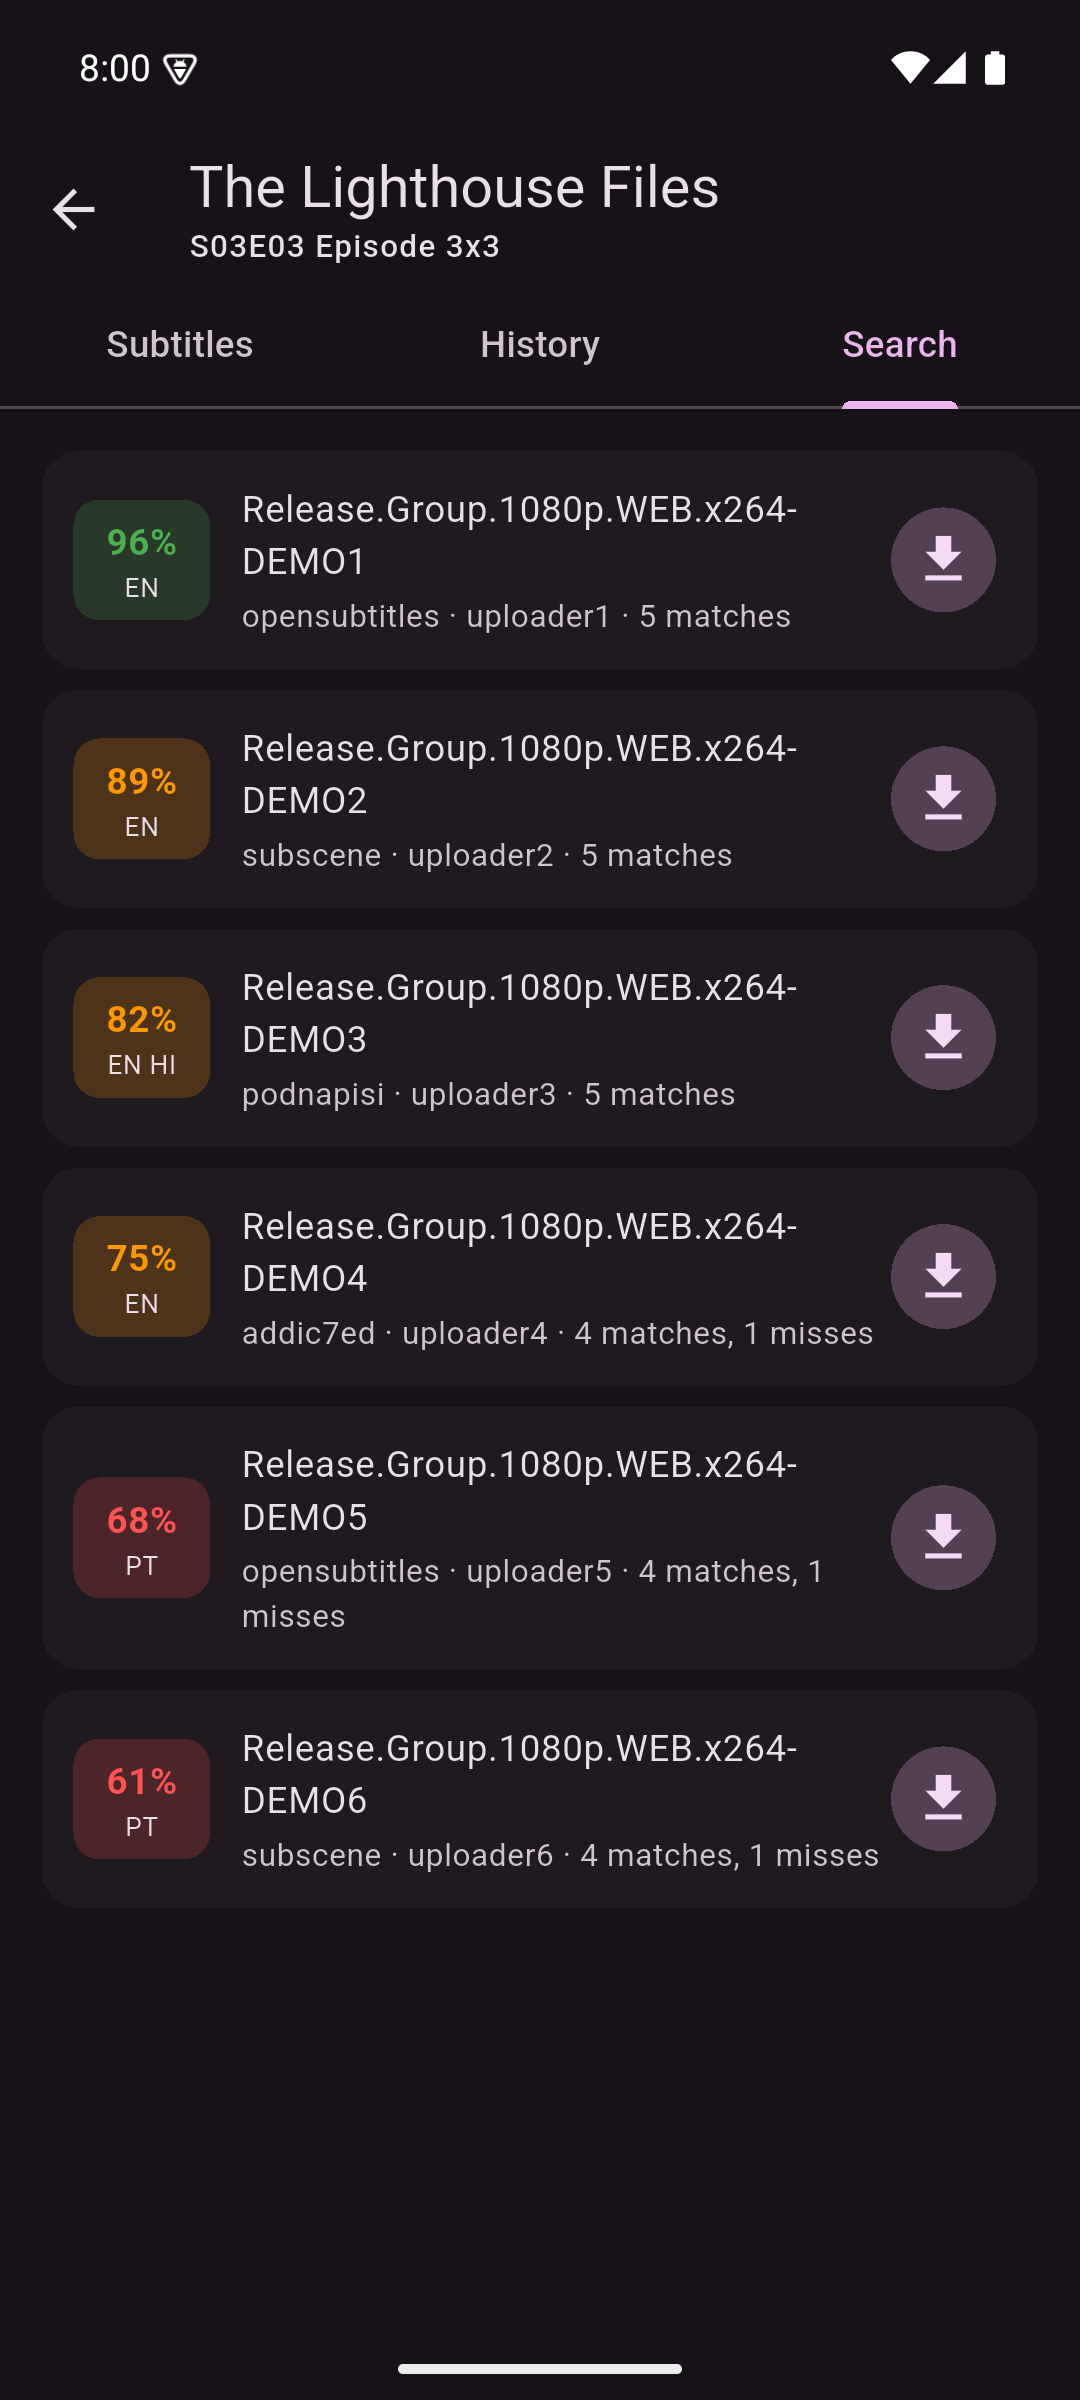 8:00
The Lighthouse Files
S03E03 Episode 3x3
Subtitles
History
Search
96%
EN
Release.Group.1080p.WEB.x264-
DEMO1
opensubtitles · uploader1 · 5 matches
89%
EN
Release.Group.1080p.WEB.x264-
DEMO2
subscene · uploader2 · 5 matches
82%
EN HI
Release.Group.1080p.WEB.x264-
DEMO3
podnapisi · uploader3 · 5 matches
75%
EN
Release.Group.1080p.WEB.x264-
DEMO4
addic7ed · uploader4 · 4 matches, 1 misses
68%
PT
Release.Group.1080p.WEB.x264-
DEMO5
opensubtitles · uploader5 · 4 matches, 1
misses
61%
PT
Release.Group.1080p.WEB.x264-
DEMO6
subscene · uploader6 · 4 matches, 1 misses